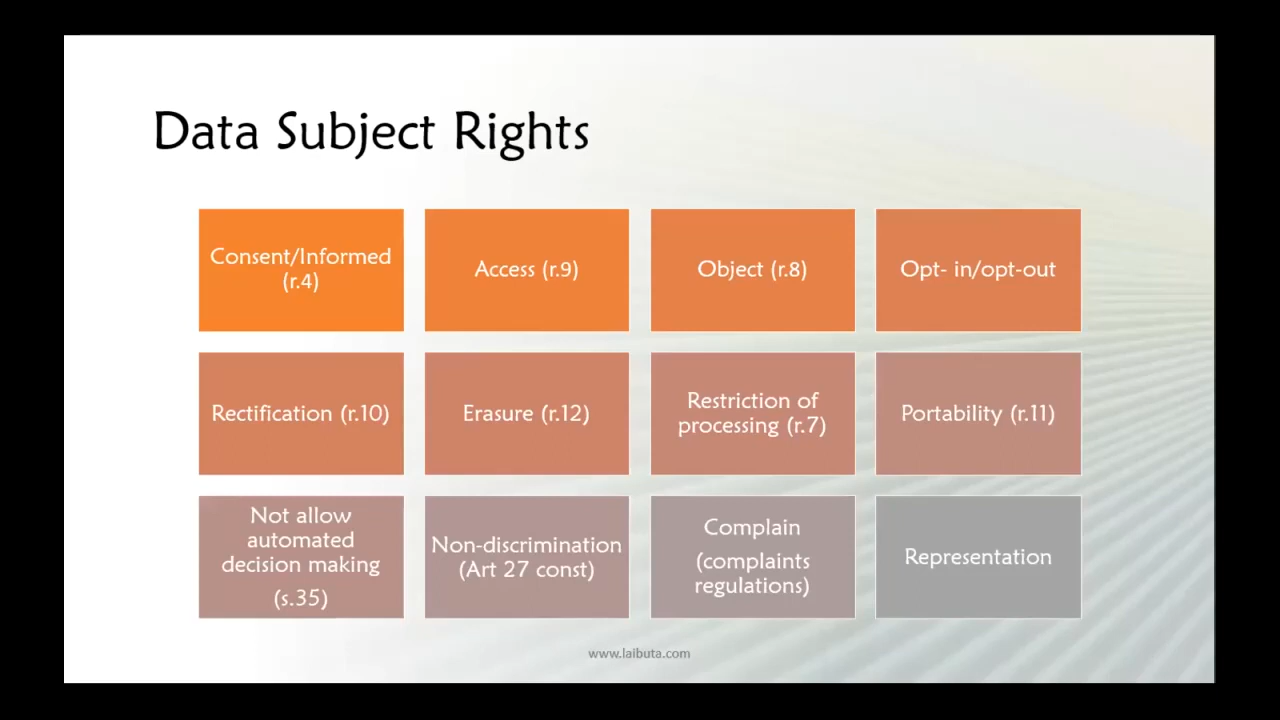 Data Subject Rights
Consent/Informed
(r.4)
Access (r.9)
Object (r.8)
Opt- in/opt-out
Rectification (r.10)
Erasure (r.12)
Restriction of
processing (r.7)
Portability (r.11)
Not allow
automated
decision making
(s.35)
Non-discrimination
(Art 27 const)
Complain
(complaints
regulations)
Representation
www.laibuta.com